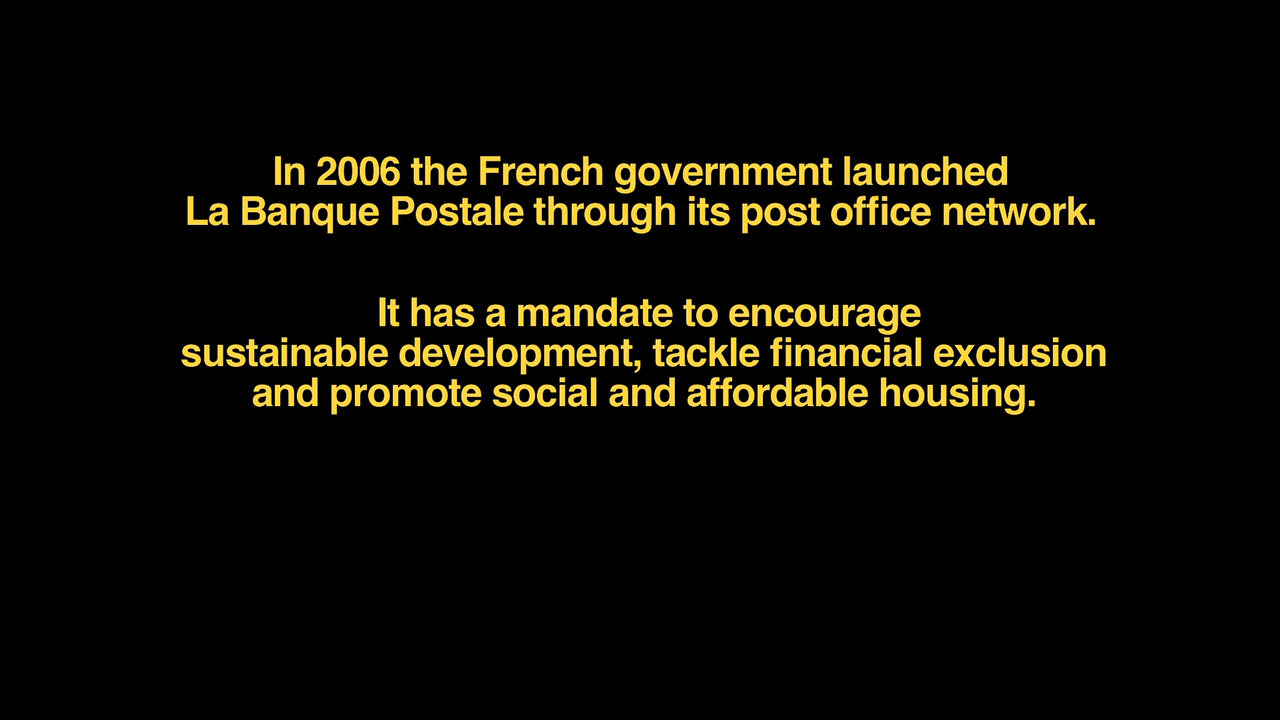 In 2006 the French government launched
La Banque Postale through its post office network.
It has a mandate to encourage
sustainable development, tackle financial exclusion
and promote social and affordable housing.